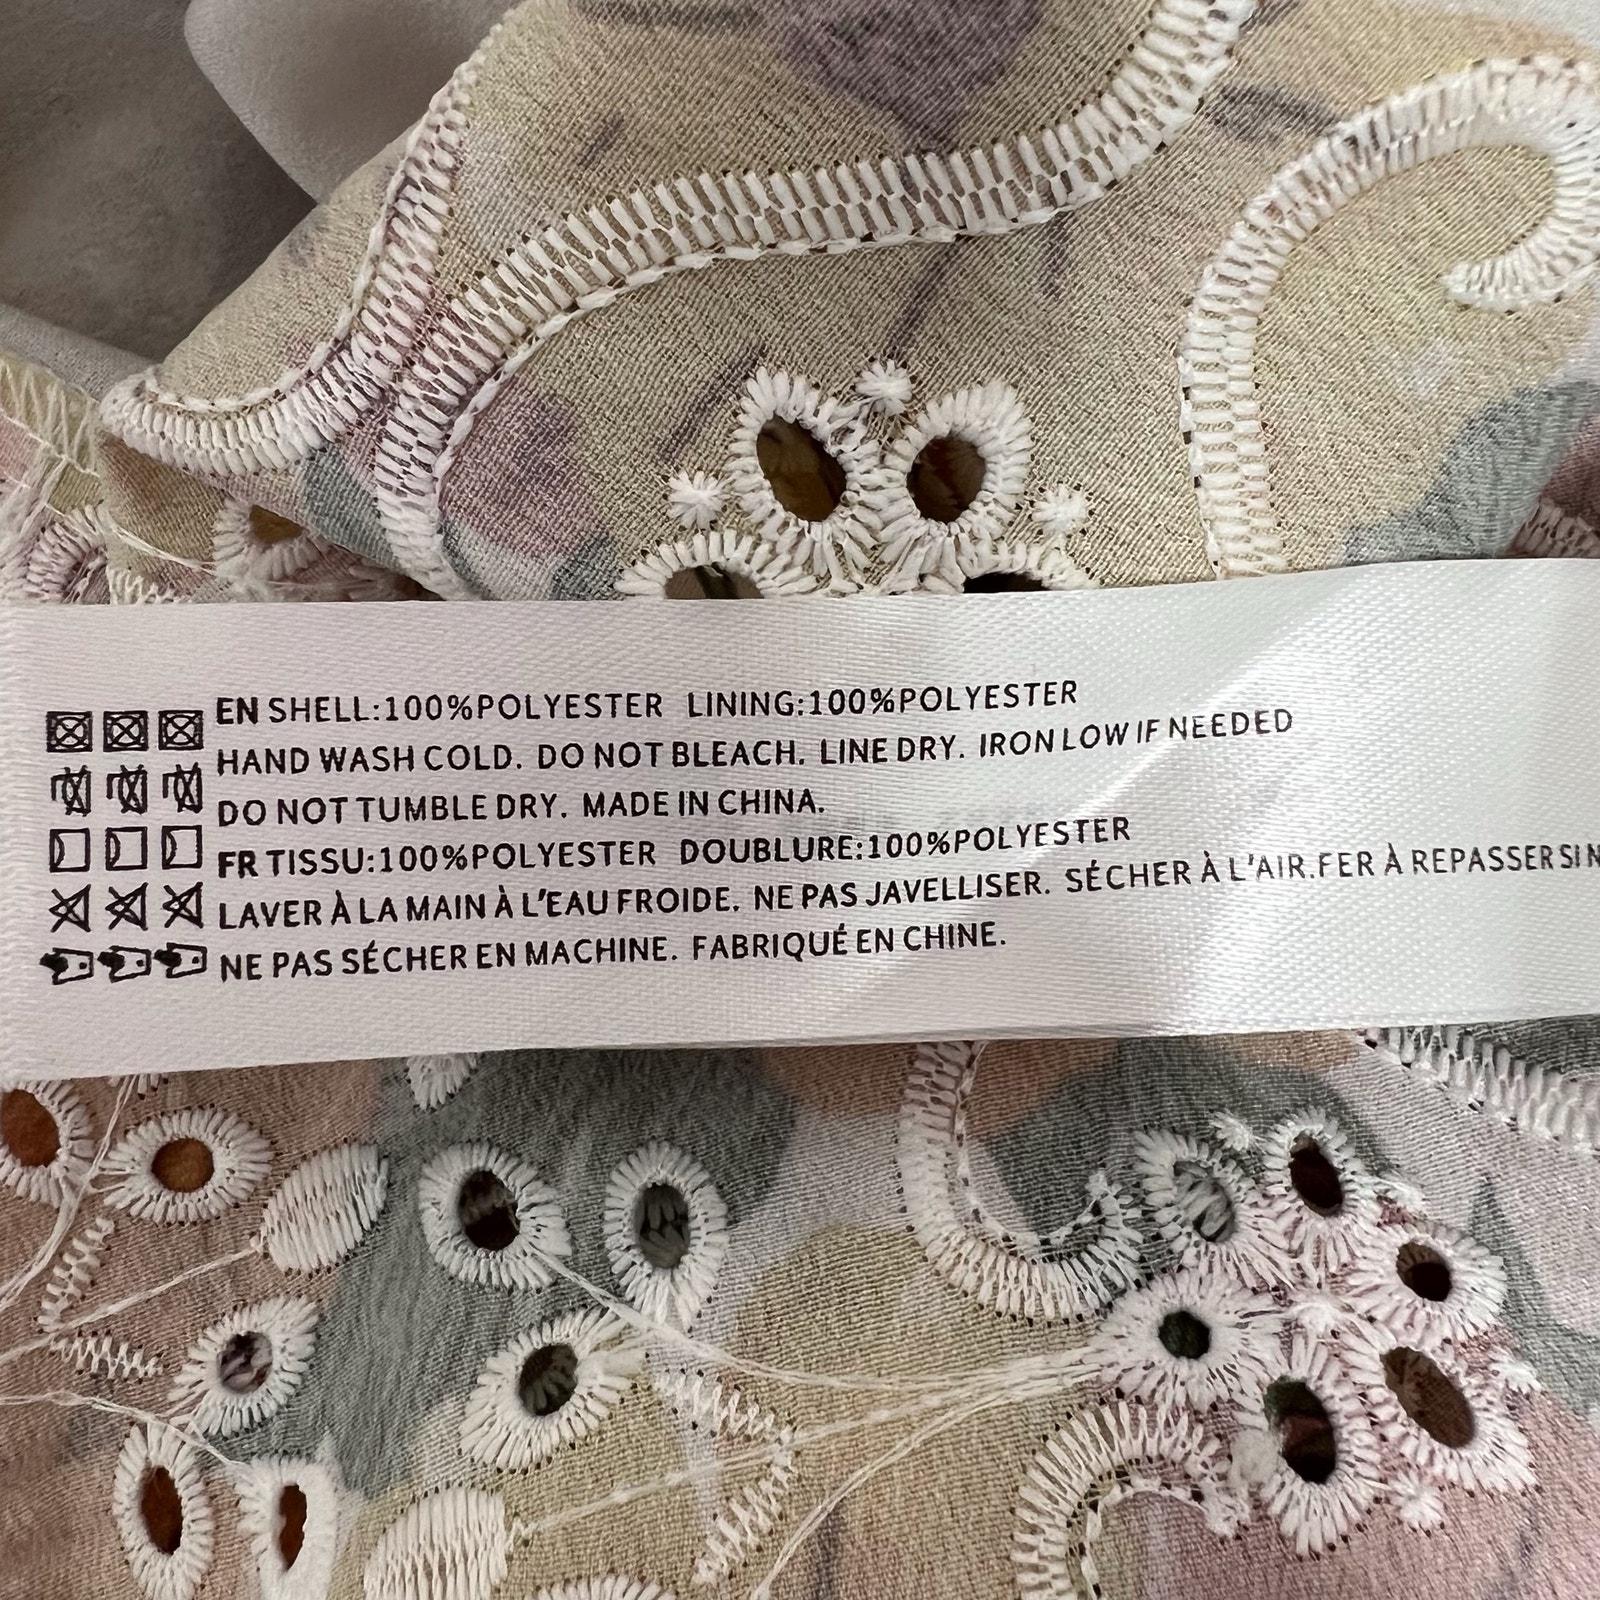 EN SHELL:100%POLYESTER LINING:100%POLYESTER
HAND WASH COLD. DO NOT BLEACH. LINE DRY. IRON LOW IF NEEDED
DO NOT TUMBLE DRY. MADE IN CHINA.
FR TISSU:100%POLYESTER DOUBLURE:100%POLYESTER
LAVER À LA MAIN À L'EAU FROIDE. NE PAS JAVELLISER. SÉCHER À L'AIR.FER À REPASSER SI
NE PAS SÉCHER EN MACHINE. FABRIQUÉ EN CHINE.